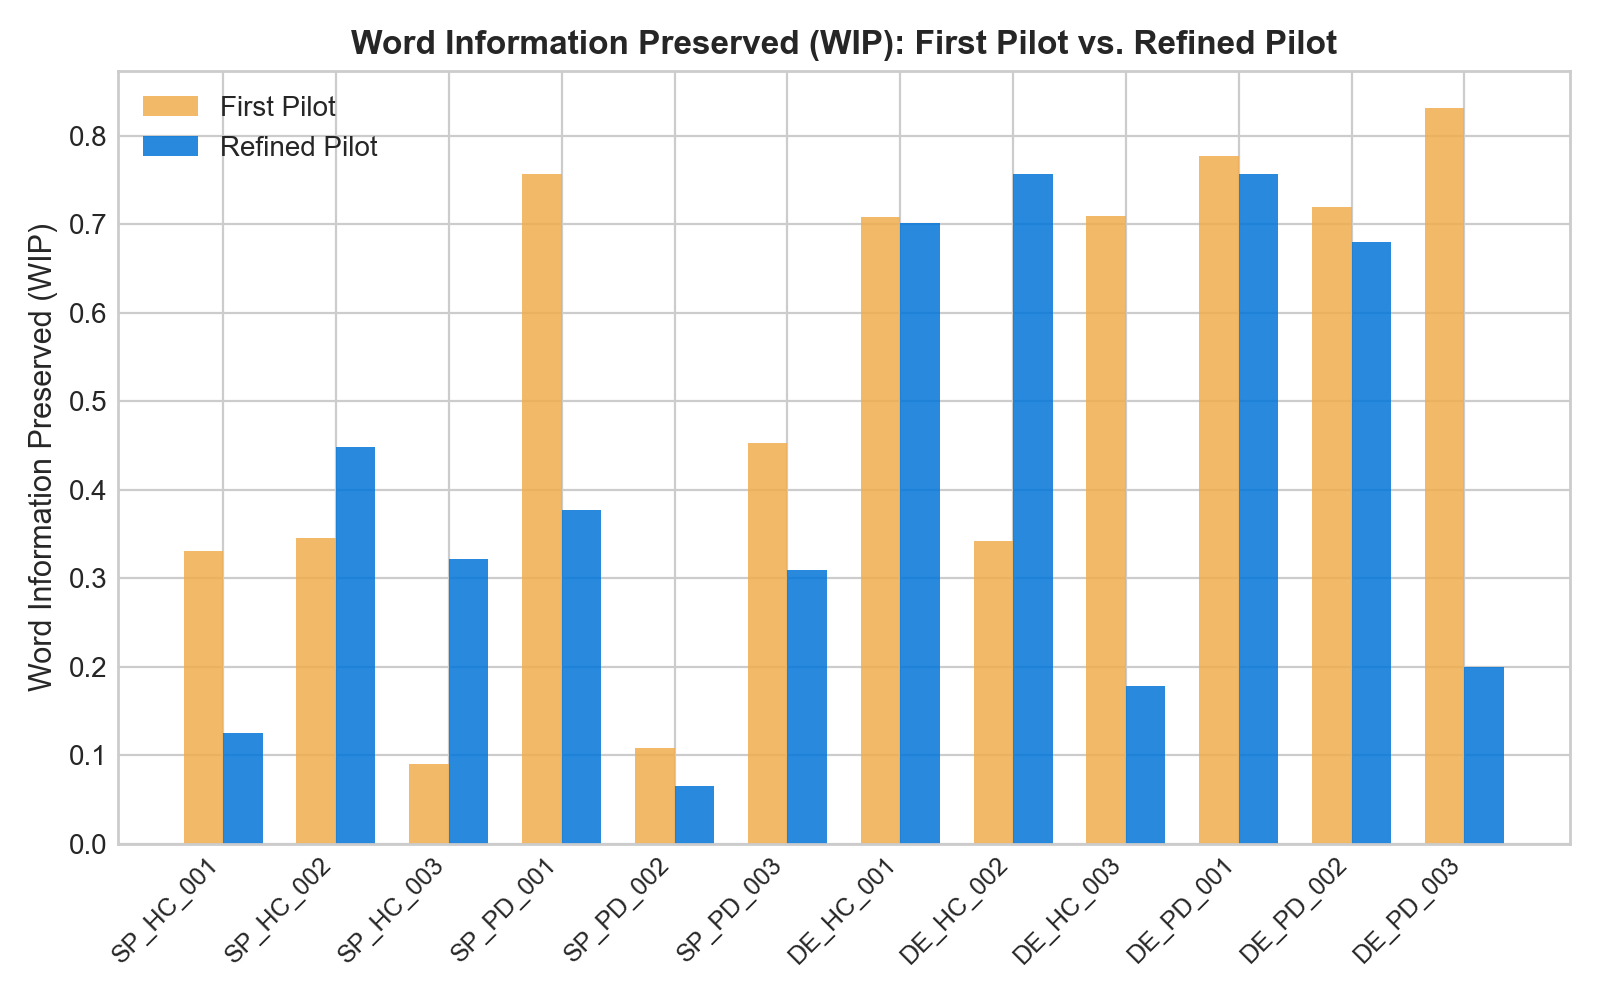 Word Information Preserved (WIP): First Pilot vs. Refined Pilot
First Pilot
Refined Pilot
Word Information Preserved (WIP)
0.8
0.7
0.6
0.5
0.4
0.3
0.2
0.1
0.0
SP_HC_001
SP_HC_002
SP_HC_003
SP_PD_001
SP_PD_002
SP_PD_003
DE_HC_001
DE_HC_002
DE_HC_003
DE_PD_001
DE_PD_002
DE_PD_003